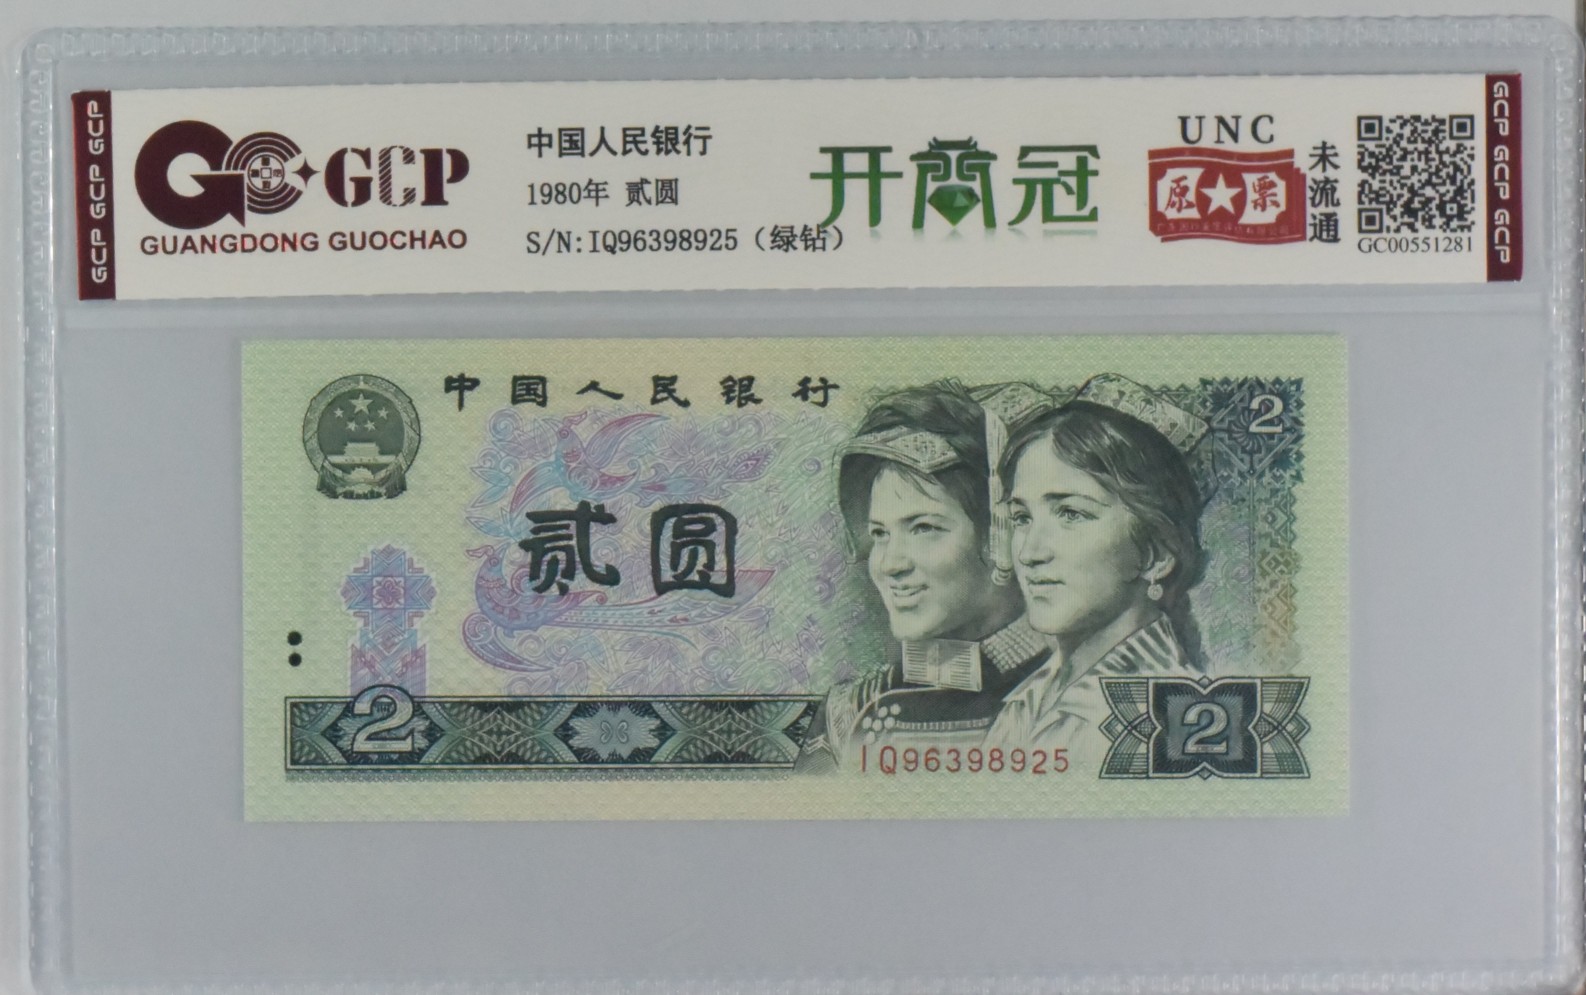 GCP GCP GCP
GCP
GUANGDONG GUOCHAO
中国人民银行
1980年 贰圆
S/N:IQ96398925（绿钻）
开商冠
UNC
原★票
未流通
GC00551281
GCP GCP GCP
中国人民银行
2
贰圆
2
IQ96398925
2